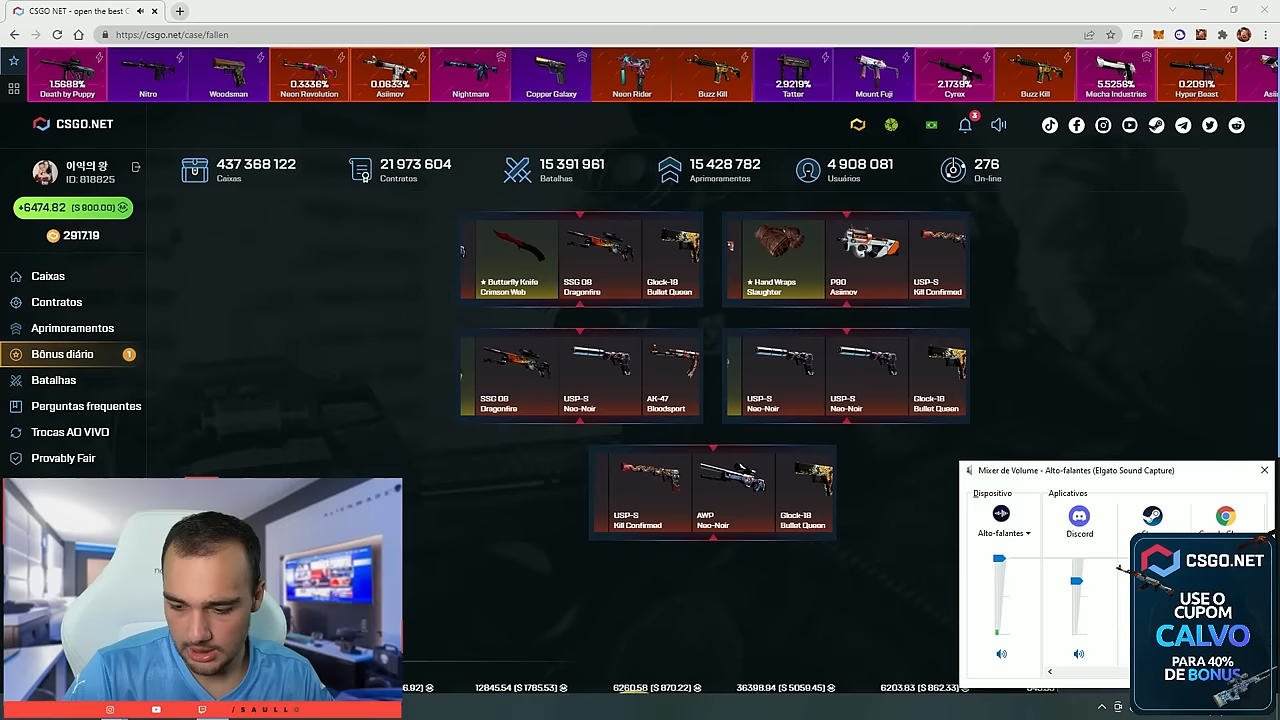 CSGO.NET - open the best C
https://csgo.net/case/fallen
1.5688%
Death by Puppy
Nitro
Woodsman
0.3336%
Neon Revolution
0.0633%
Asiimov
Nightmare
Copper Galaxy
Neon Rider
Buzz Kill
2.9219%
Tatter
Mount Fuji
2.1739%
Cyrex
Buzz Kill
5.5256%
Mecha Industries
0.2091%
Hyper Beast
CSGO.NET
3
이익의 왕
ID: 818825
+6474.82 ($ 900.00)
2917.19
437 368 122
Caixas
21 973 604
Contratos
15 391 961
Batalhas
15 428 782
Aprimoramentos
4 908 081
Usuários
276
On-line
Caixas
Contratos
Aprimoramentos
Bônus diário 1
Batalhas
Perguntas frequentes
Trocas AO VIVO
Provably Fair
★ Butterfly Knife
Crimson Web
SSG 08
Dragonfire
Glock-18
Bullet Queen
★ Hand Wraps
Slaughter
P90
Asiimov
USP-S
Kill Confirmed
SSG 08
Dragonfire
USP-S
Neo-Noir
AK-47
Bloodsport
USP-S
Neo-Noir
USP-S
Neo-Noir
Glock-18
Bullet Queen
USP-S
Kill Confirmed
AWP
Neo-Noir
Glock-18
Bullet Queen
Mixer de Volume - Alto-falantes (Elgato Sound Capture)
Dispositivo
Aplicativos
Alto-falantes
Discord
CSGO.NET
USE O
CUPOM
CALVO
PARA 40%
DE BONUS
12845.54 ($ 1785.53)
6260.58 ($ 870.22)
36398.94 ($ 5059.45)
6203.83 ($ 862.33)
/SAULLO